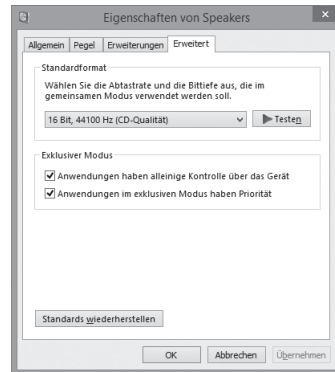 Eigenschaften von Speakers
Allgemein Pegel Erweiterungen Erweitert
Standardformat
Wählen Sie die Abtastrate und die Bittiefe aus, die im
gemeinsamen Modus verwendet werden soll.
16 Bit, 44100 Hz (CD-Qualität) Testen
Exklusiver Modus
Anwendungen haben alleinige Kontrolle über das Gerät
Anwendungen im exklusiven Modus haben Priorität
Standards wiederherstellen
OK Abbrechen Übernehmen